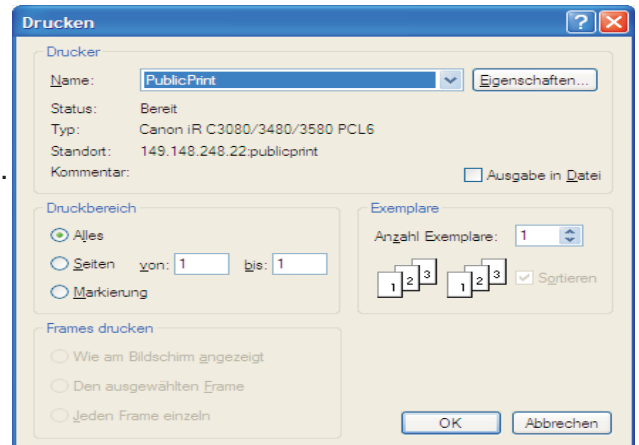 Drucken
Drucker
Name: PublicPrint Eigenschaften...
Status: Bereit
Typ: Canon iR C3080/3480/3580 PCL6
Standort: 149.148.248.22:publicprint
Kommentar: Ausgabe in Datei
Druckbereich
Alles
Seiten von: 1 bis: 1
Markierung
Exemplare
Anzahl Exemplare: 1
1 2 3 1 2 3 Sortieren
Frames drucken
Wie am Bildschirm angezeigt
Den ausgewählten Frame
Jeden Frame einzeln
OK Abbrechen